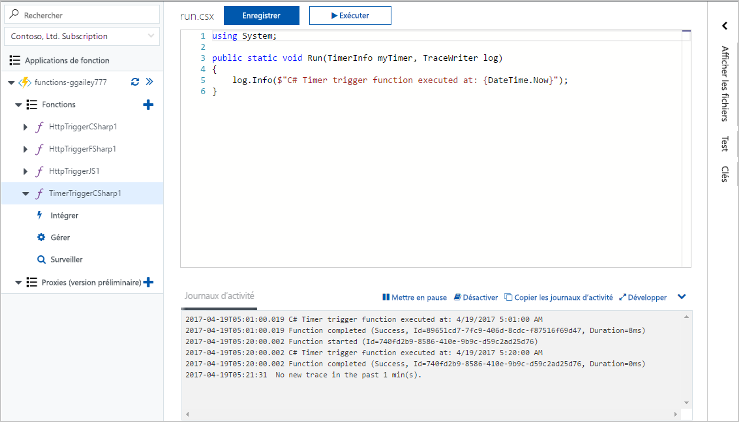 Rechercher
Contoso, Ltd. Subscription
Applications de fonction
functions-ggailey777
Fonctions
HttpTriggerCSharp1
HttpTriggerFSharp1
HttpTriggerJS1
TimerTriggerCSharp1
Intégrer
Gérer
Surveiller
Proxies (version préliminaire)
run.csx
Enregistrer
Exécuter
1 using System;
2
3 public static void Run(TimerInfo myTimer, TraceWriter log)
4 {
5 log.Info($"C# Timer trigger function executed at: {DateTime.Now}");
6 }
Journaux d'activité
Mettre en pause
Désactiver
Copier les journaux d'activité
Développer
2017-04-19T05:01:00.019 C# Timer trigger function executed at: 4/19/2017 5:01:00 AM
2017-04-19T05:01:00.019 Function completed (Success, Id=89651cd7-7fc9-406d-8cdc-f87516f69d47, Duration=8ms)
2017-04-19T05:20:00.002 Function started (Id=740fd2b9-8586-410e-9b9c-d59c2ad25d76)
2017-04-19T05:20:00.002 C# Timer trigger function executed at: 4/19/2017 5:20:00 AM
2017-04-19T05:20:00.002 Function completed (Success, Id=740fd2b9-8586-410e-9b9c-d59c2ad25d76, Duration=0ms)
2017-04-19T05:21:31 No new trace in the past 1 min(s).
Afficher les fichiers
Test
Clés